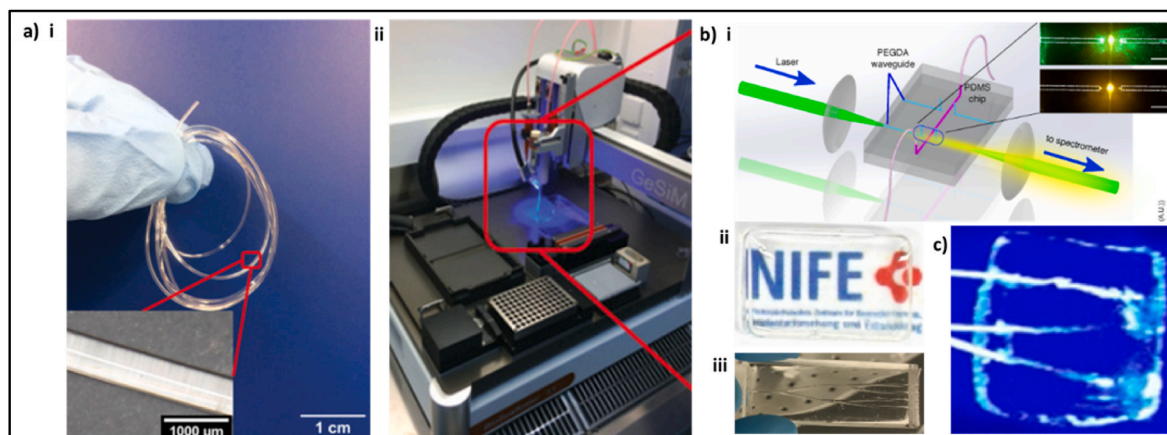 a) i
1000 µm
1 cm
ii
GeSiM
b) i
Laser
PEGDA
waveguide
PDMS
chip
to spectrometer
(A.U.)
ii
NIFE
iii
c)